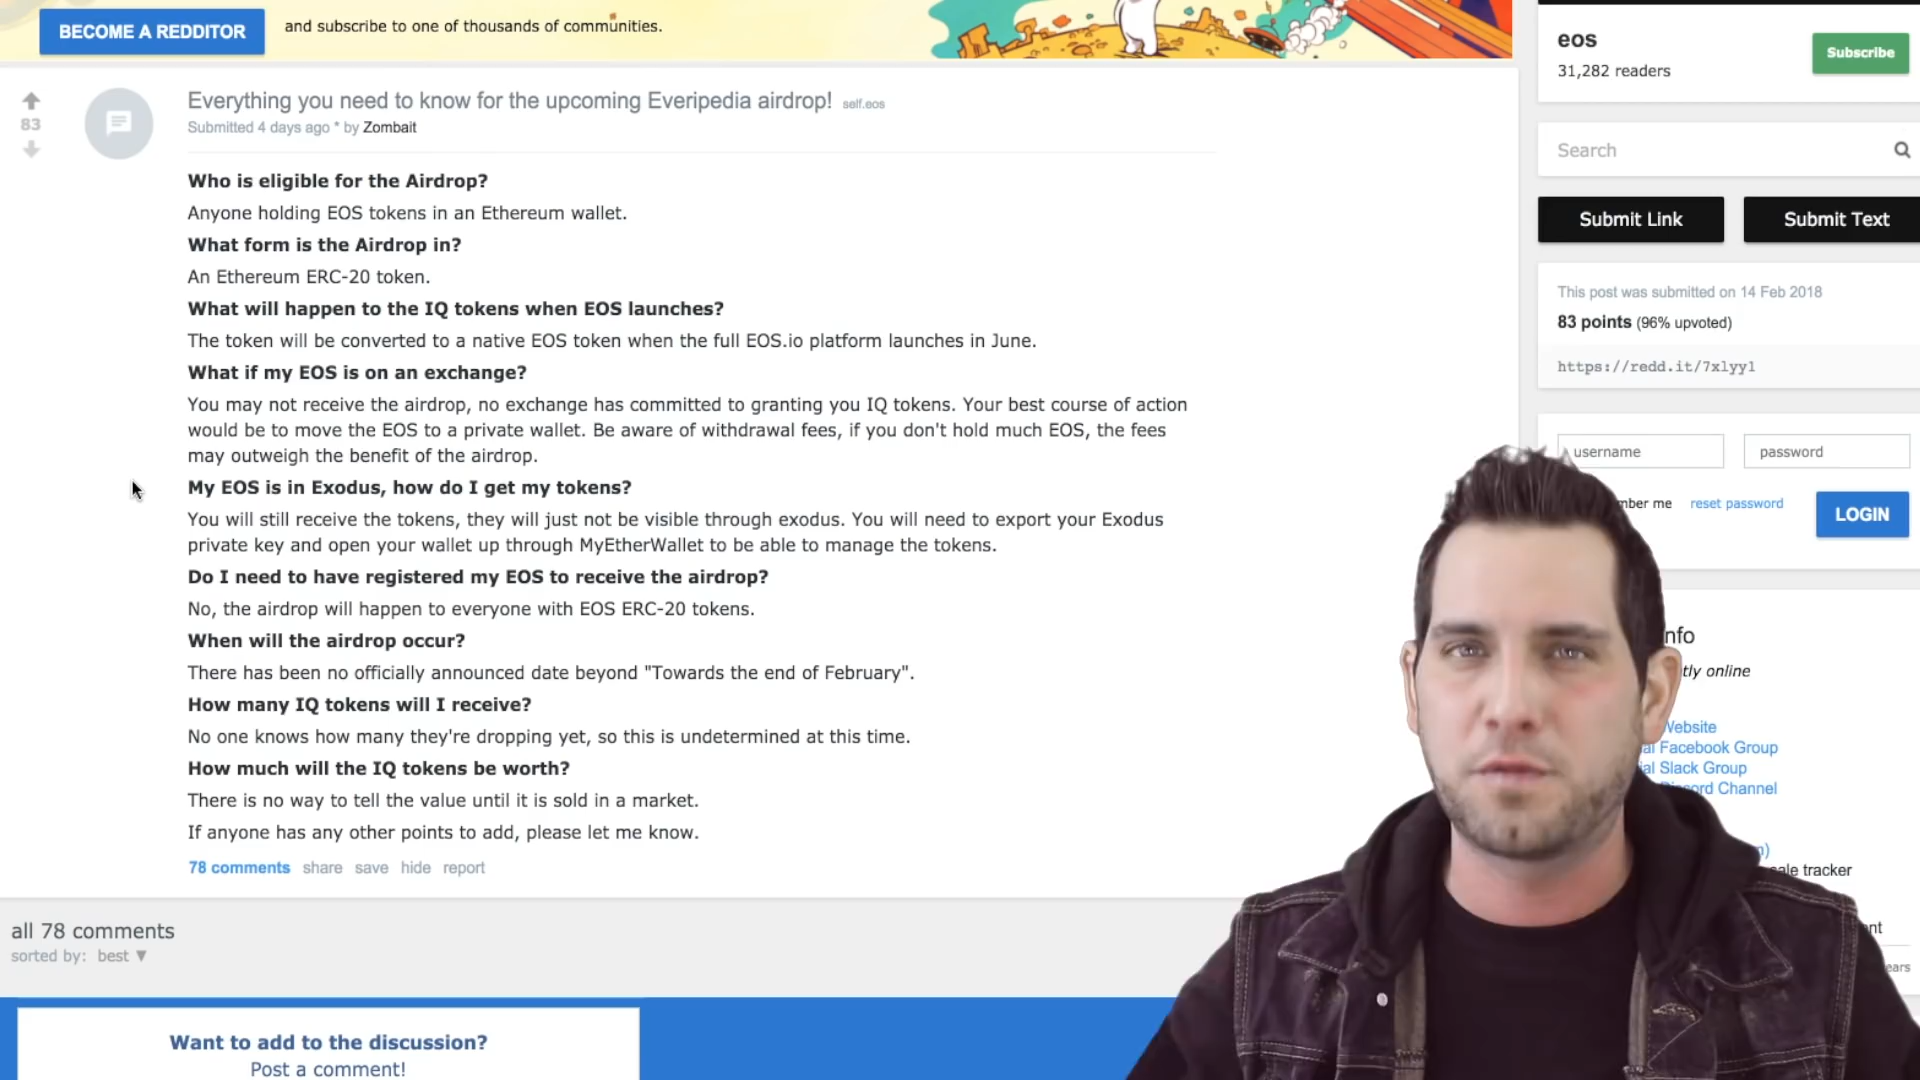 BECOME A REDDITOR
and subscribe to one of thousands of communities.
83
Everything you need to know for the upcoming Everipedia airdrop! self.eos
Submitted 4 days ago * by Zombait
Who is eligible for the Airdrop?
Anyone holding EOS tokens in an Ethereum wallet.
What form is the Airdrop in?
An Ethereum ERC-20 token.
What will happen to the IQ tokens when EOS launches?
The token will be converted to a native EOS token when the full EOS.io platform launches in June.
What if my EOS is on an exchange?
You may not receive the airdrop, no exchange has committed to granting you IQ tokens. Your best course of action
would be to move the EOS to a private wallet. Be aware of withdrawal fees, if you don't hold much EOS, the fees
may outweigh the benefit of the airdrop.
My EOS is in Exodus, how do I get my tokens?
You will still receive the tokens, they will just not be visible through exodus. You will need to export your Exodus
private key and open your wallet up through MyEtherWallet to be able to manage the tokens.
Do I need to have registered my EOS to receive the airdrop?
No, the airdrop will happen to everyone with EOS ERC-20 tokens.
When will the airdrop occur?
There has been no officially announced date beyond "Towards the end of February".
How many IQ tokens will I receive?
No one knows how many they're dropping yet, so this is undetermined at this time.
How much will the IQ tokens be worth?
There is no way to tell the value until it is sold in a market.
If anyone has any other points to add, please let me know.
78 comments share save hide report
all 78 comments
sorted by: best ▼
Want to add to the discussion?
Post a comment!
eos
31,282 readers
Subscribe
Search
Submit Link
Submit Text
This post was submitted on 14 Feb 2018
83 points (96% upvoted)
https://redd.it/7xlyy1
username
password
mber me reset password
LOGIN
nfo
tly online
Website
al Facebook Group
ial Slack Group
Discord Channel
ale tracker
nt
ears